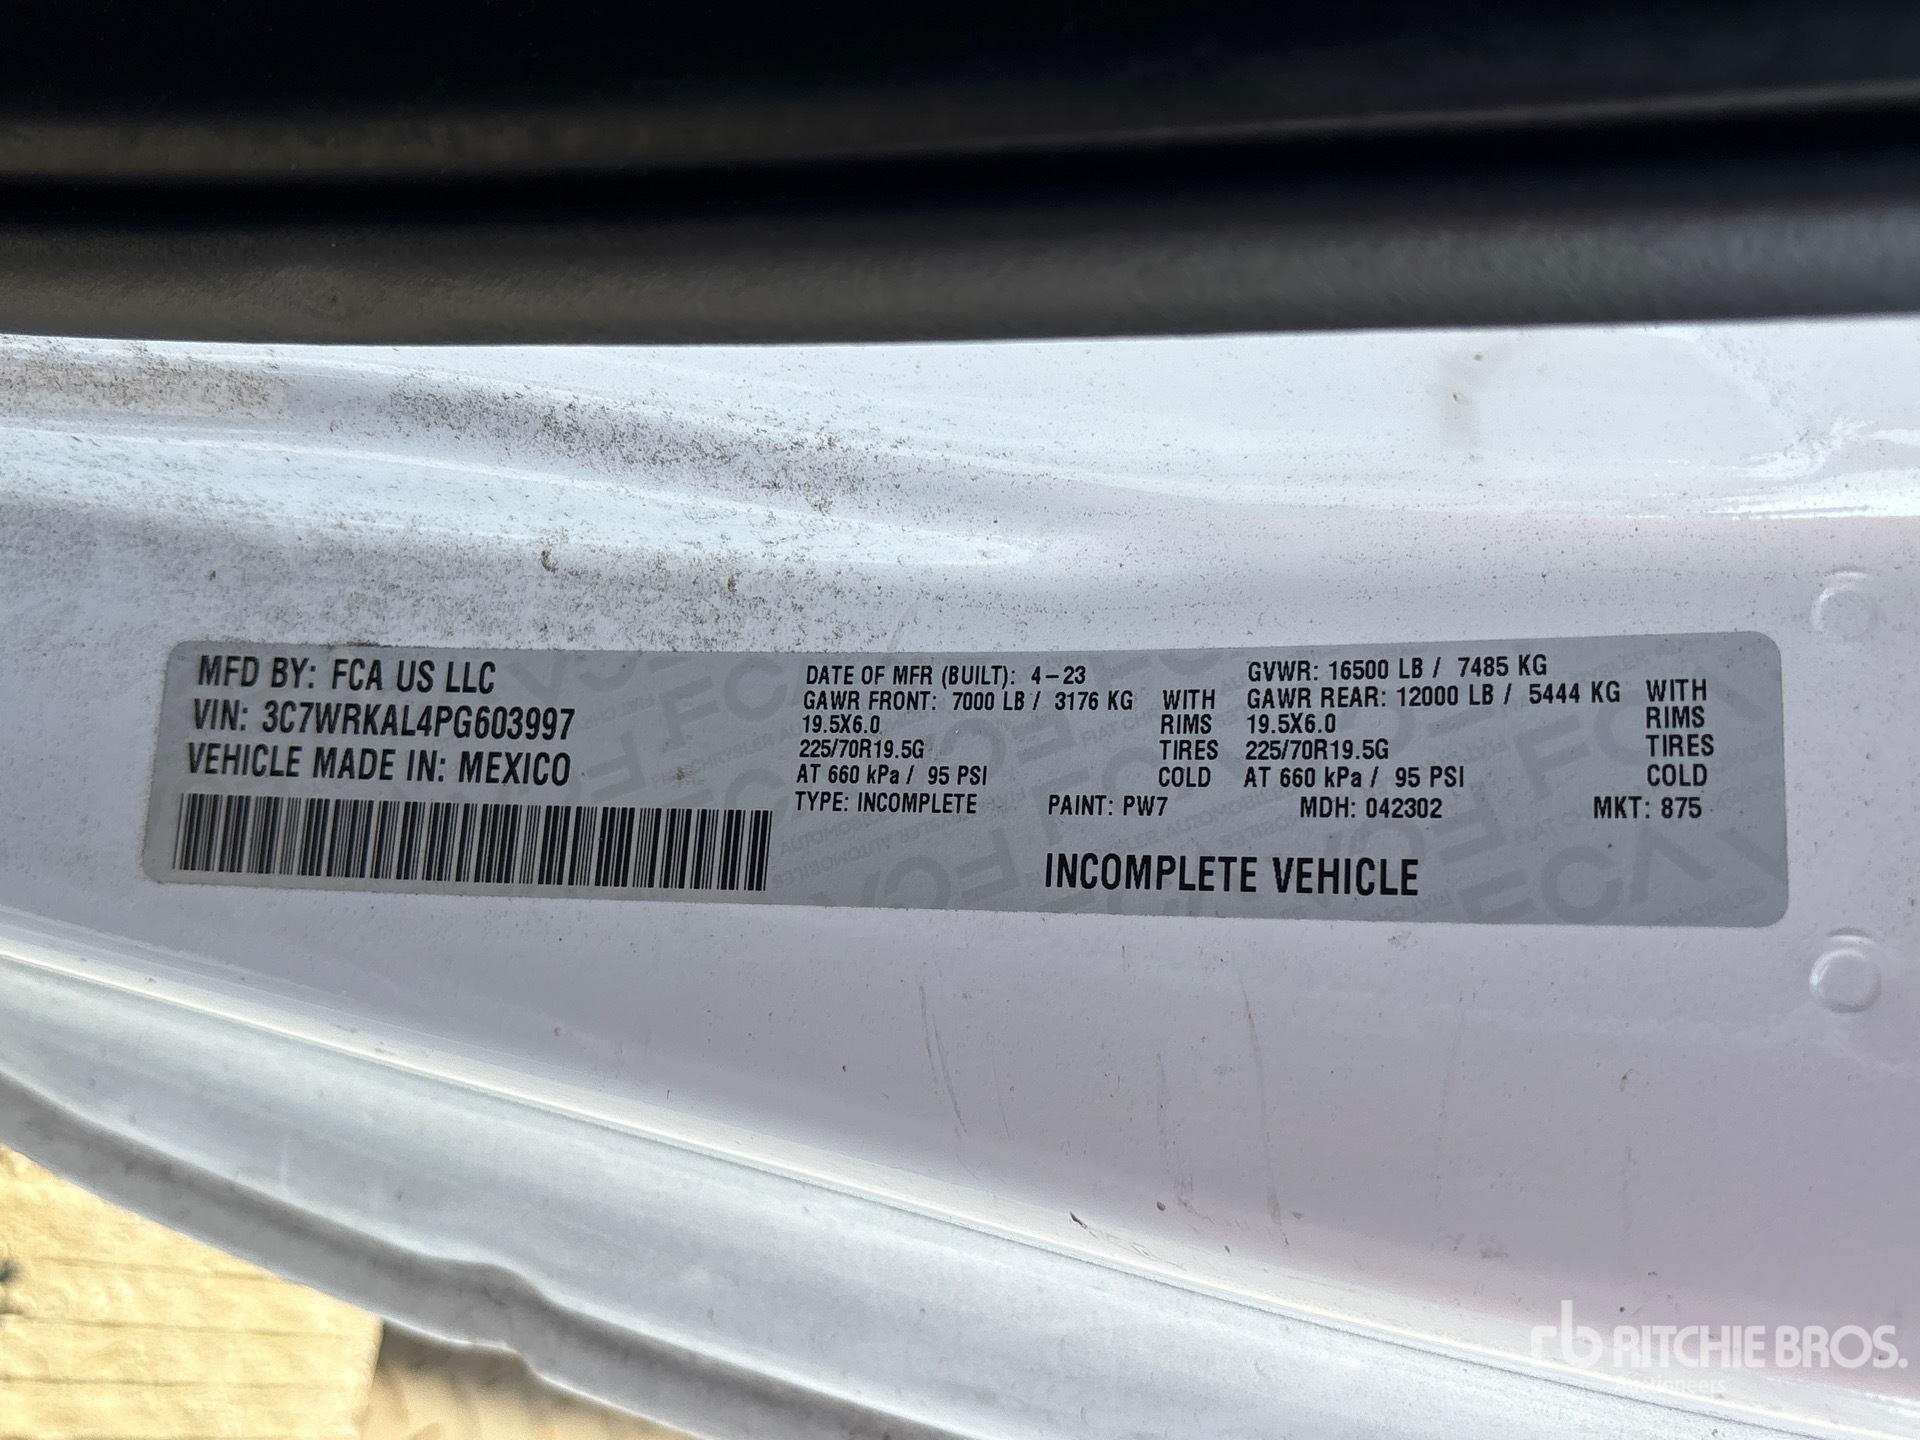 MFD BY: FCA US LLC
VIN: 3C7WRKAL4PG603997
VEHICLE MADE IN: MEXICO
DATE OF MFR (BUILT): 4-23
GAWR FRONT: 7000 LB / 3176 KG WITH
19.5X6.0 RIMS
225/70R19.5G TIRES
AT 660 kPa / 95 PSI COLD
GVWR: 16500 LB / 7485 KG
GAWR REAR: 12000 LB / 5444 KG WITH
19.5X6.0 RIMS
225/70R19.5G TIRES
AT 660 kPa / 95 PSI COLD
TYPE: INCOMPLETE PAINT: PW7 MDH: 042302 MKT: 875
INCOMPLETE VEHICLE
rb RITCHIE BROS.
Auctioneers